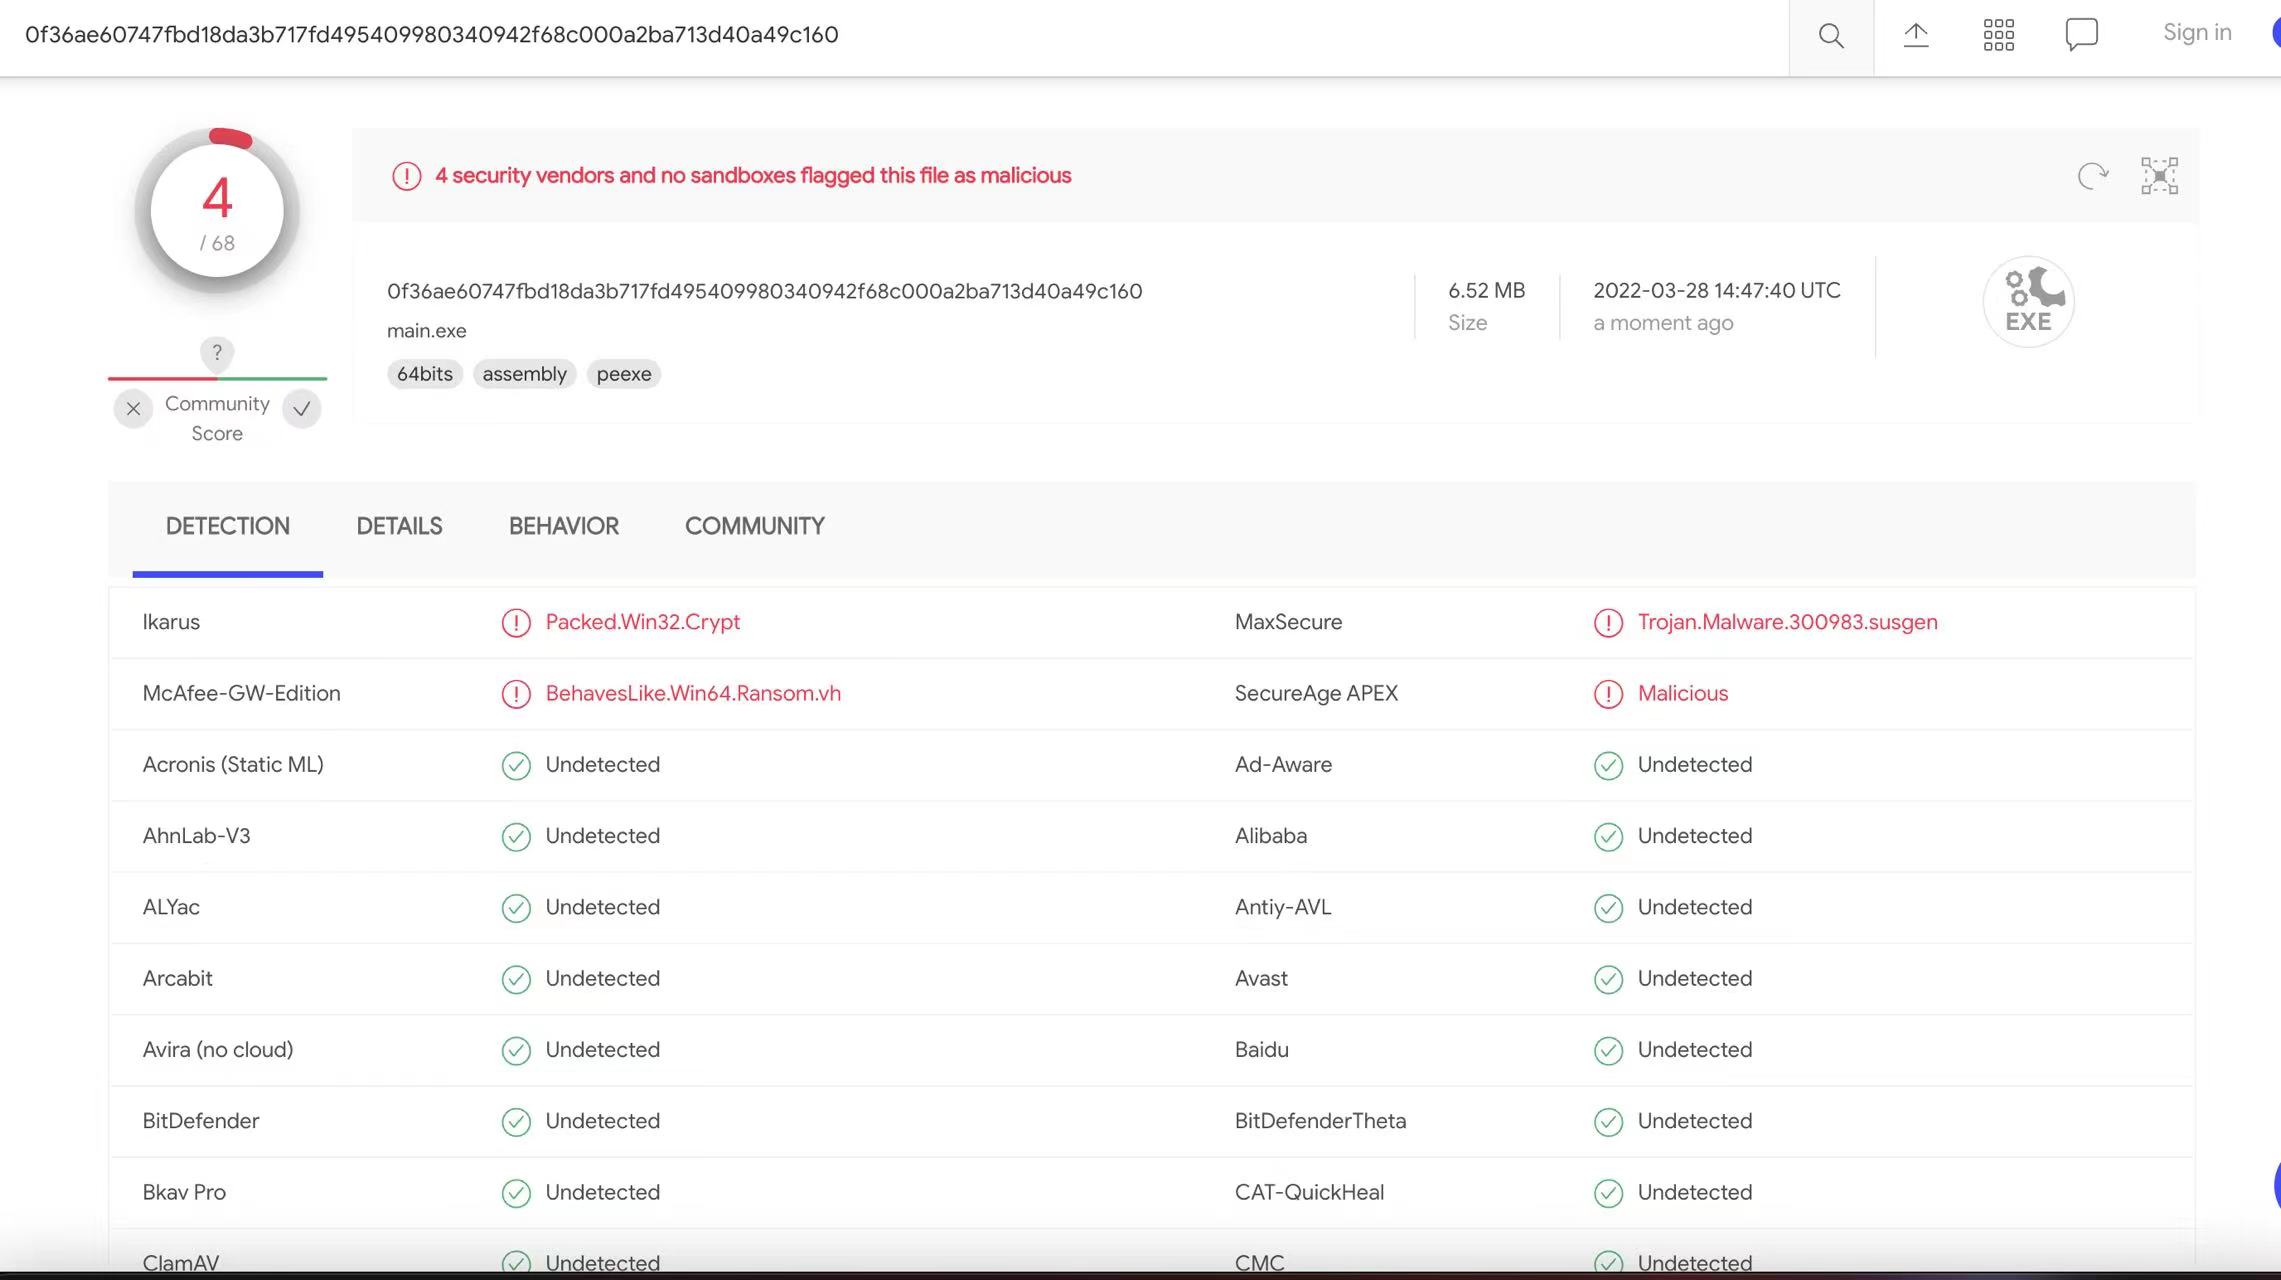 0f36ae60747fbd18da3b717fd495409980340942f68c000a2ba713d40a49c160
Sign in
4
/ 68
4 security vendors and no sandboxes flagged this file as malicious
0f36ae60747fbd18da3b717fd495409980340942f68c000a2ba713d40a49c160
main.exe
64bits assembly peexe
6.52 MB
Size
2022-03-28 14:47:40 UTC
a moment ago
EXE
?
Community
Score
DETECTION DETAILS BEHAVIOR COMMUNITY
Ikarus Packed.Win32.Crypt MaxSecure Trojan.Malware.300983.susgen
McAfee-GW-Edition BehavesLike.Win64.Ransom.vh SecureAge APEX Malicious
Acronis (Static ML) Undetected Ad-Aware Undetected
AhnLab-V3 Undetected Alibaba Undetected
ALYac Undetected Antiy-AVL Undetected
Arcabit Undetected Avast Undetected
Avira (no cloud) Undetected Baidu Undetected
BitDefender Undetected BitDefenderTheta Undetected
Bkav Pro Undetected CAT-QuickHeal Undetected
ClamAV Undetected CMC Undetected